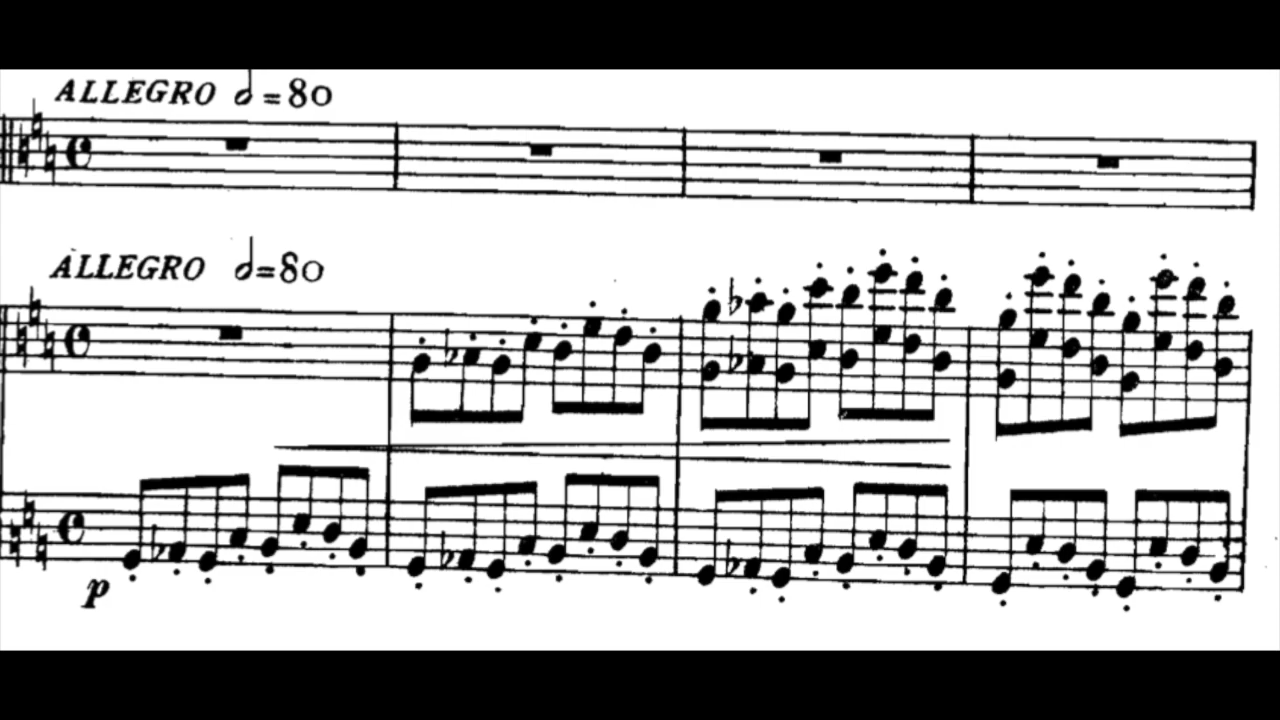 ALLEGRO 𝅗𝅥 = 80
ALLEGRO 𝅗𝅥 = 80
p